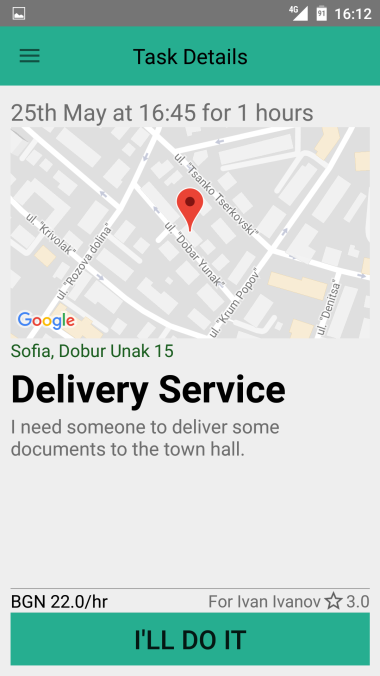 4G 91 16:12
Task Details
25th May at 16:45 for 1 hours
ul. "Tsanko Tserkovski"
ul. "Krivolak"
ul. "Rozova dolina"
ul. "Dobar Yunak"
ul. "Krum Popov"
ul. "Denitsa"
Google
Sofia, Dobur Unak 15
Delivery Service
I need someone to deliver some
documents to the town hall.
BGN 22.0/hr For Ivan Ivanov 3.0
I'LL DO IT